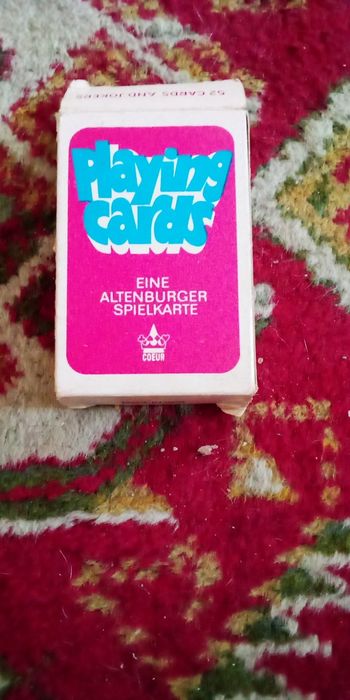 52 CARDS AND JOKERS
Playing
cards
EINE
ALTENBURGER
SPIELKARTE
COEUR